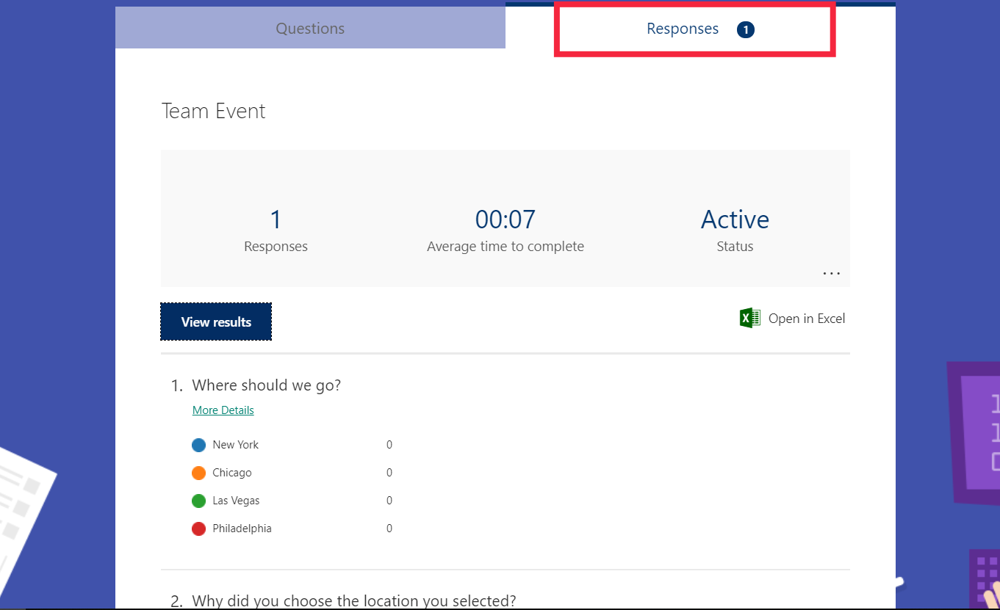 Questions
Responses 1
Team Event
1 00:07 Active
Responses Average time to complete Status
...
View results
Open in Excel
1. Where should we go?
More Details
New York 0
Chicago 0
Las Vegas 0
Philadelphia 0
2. Why did you choose the location you selected?